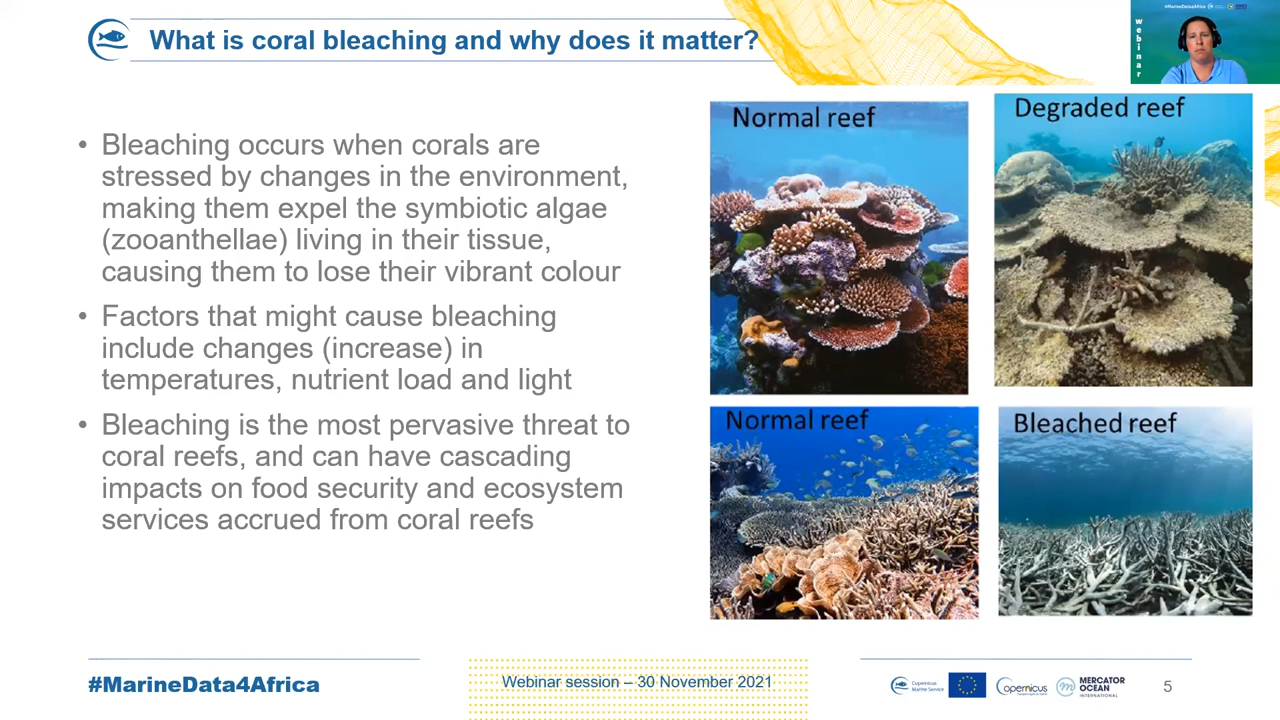 What is coral bleaching and why does it matter?
#MarineData4Africa
webinar
• Bleaching occurs when corals are
stressed by changes in the environment,
making them expel the symbiotic algae
(zooanthellae) living in their tissue,
causing them to lose their vibrant colour
• Factors that might cause bleaching
include changes (increase) in
temperatures, nutrient load and light
• Bleaching is the most pervasive threat to
coral reefs, and can have cascading
impacts on food security and ecosystem
services accrued from coral reefs
Normal reef
Degraded reef
Normal reef
Bleached reef
#MarineData4Africa
Webinar session – 30 November 2021
Copernicus
Marine Service
opernicus
MERCATOR
OCEAN
INTERNATIONAL
5